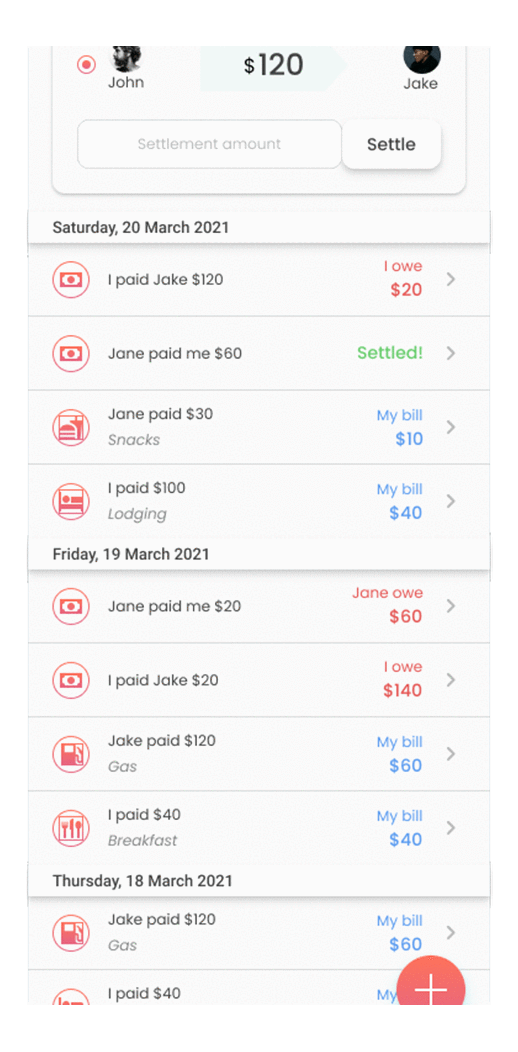 $120
John
Jake
Settlement amount
Settle
Saturday, 20 March 2021
I paid Jake $120
I owe
$20
Jane paid me $60
Settled!
Jane paid $30
Snacks
My bill
$10
I paid $100
Lodging
My bill
$40
Friday, 19 March 2021
Jane paid me $20
Jane owe
$60
I paid Jake $20
I owe
$140
Jake paid $120
Gas
My bill
$60
I paid $40
Breakfast
My bill
$40
Thursday, 18 March 2021
Jake paid $120
Gas
My bill
$60
I paid $40
My